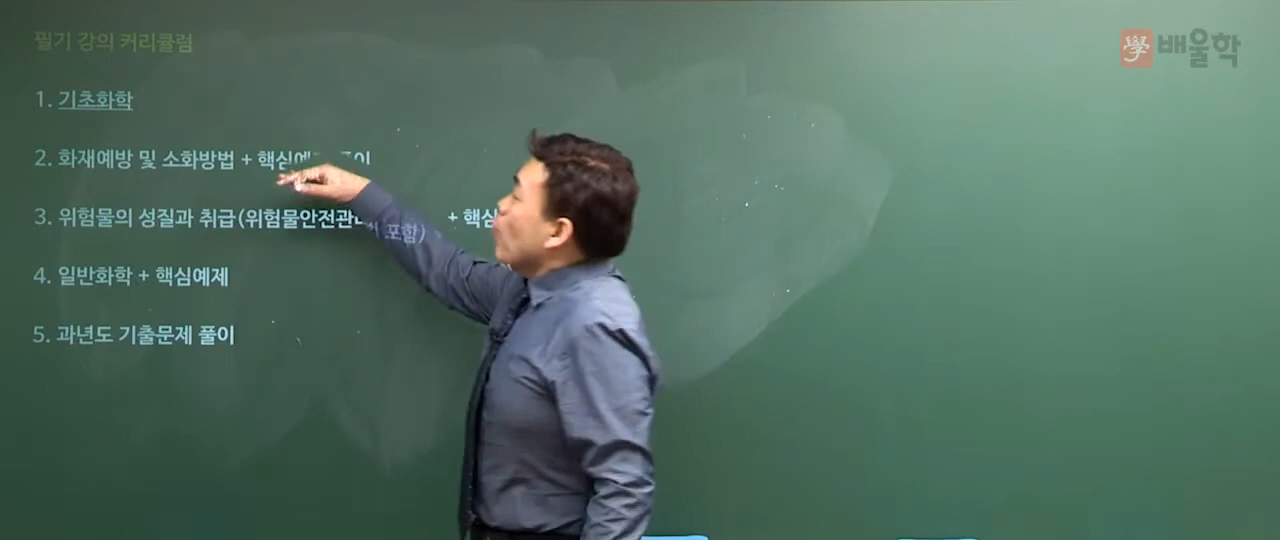 필기 강의 커리큘럼
學 배울학
1. 기초화학
2. 화재예방 및 소화방법 + 핵심예 풀이
3. 위험물의 성질과 취급(위험물안전관 포함) + 핵심
4. 일반화학 + 핵심예제
5. 과년도 기출문제 풀이